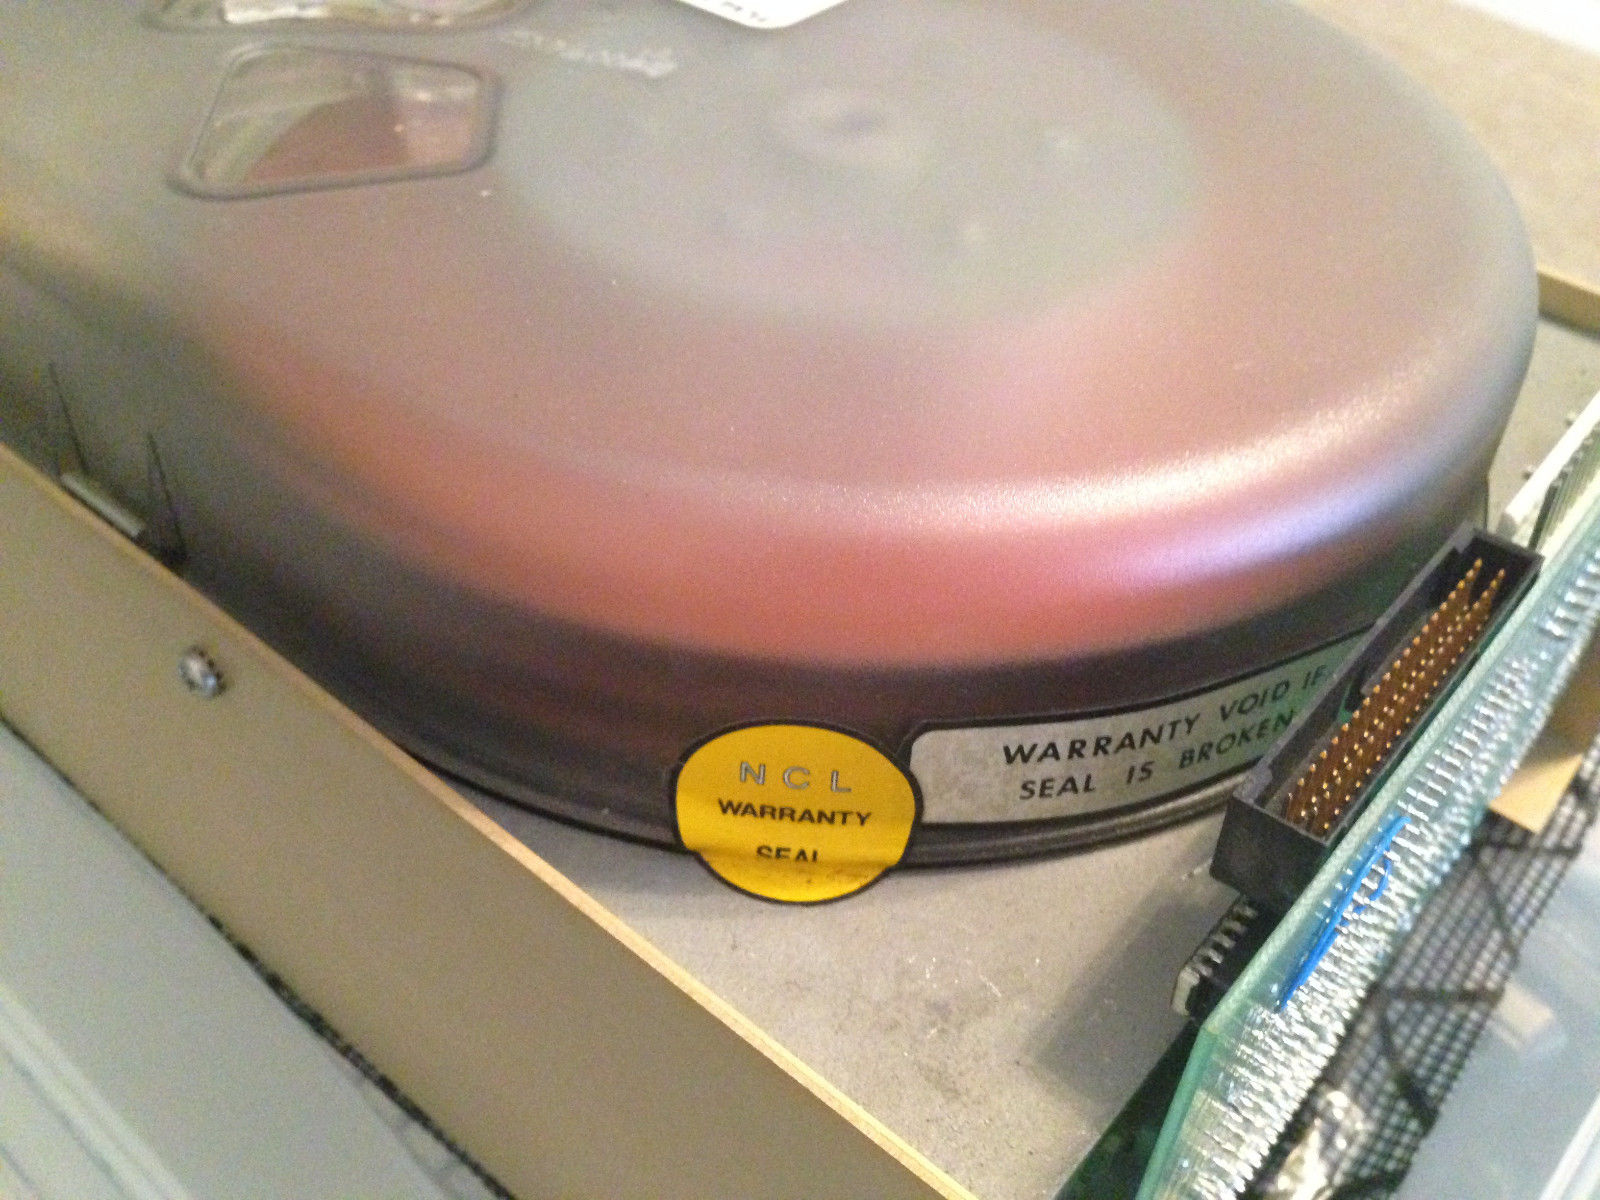 N C L
WARRANTY
SEAL
WARRANTY VOID IF
SEAL IS BROKEN